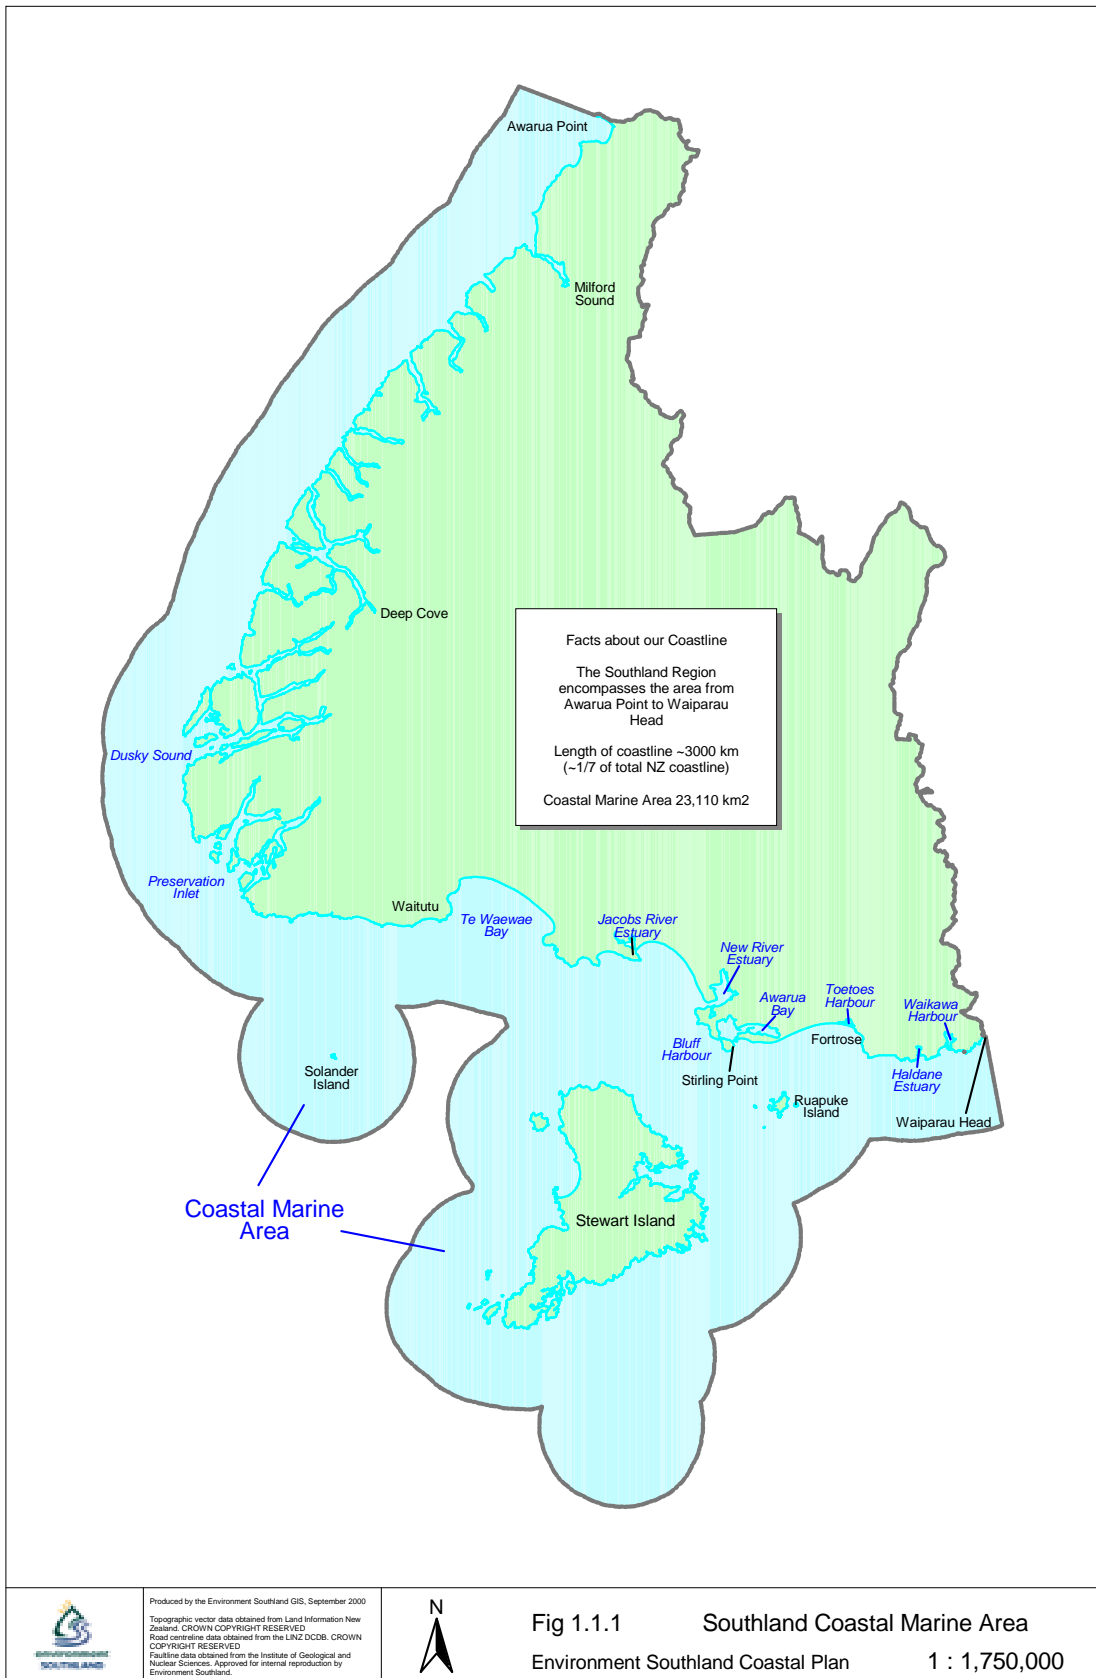 Awarua Point
Milford
Sound
Deep Cove
Facts about our Coastline
The Southland Region
encompasses the area from
Awarua Point to Waiparau
Head
Length of coastline ~3000 km
(~1/7 of total NZ coastline)
Coastal Marine Area 23,110 km2
Dusky Sound
Preservation
Inlet
Waitutu
Te Waewae
Bay
Jacobs River
Estuary
New River
Estuary
Awarua
Bay
Toetoes
Harbour
Waikawa
Harbour
Bluff
Harbour
Fortrose
Stirling Point
Haldane
Estuary
Solander
Island
Ruapuke
Island
Waiparau Head
Coastal Marine
Area
Stewart Island
ENVIRONMENT
SOUTHLAND
Produced by the Environment Southland GIS, September 2000
Topographic vector data obtained from Land Information New
Zealand. CROWN COPYRIGHT RESERVED
Road centreline data obtained from the LINZ DCDB. CROWN
COPYRIGHT RESERVED
Faultline data obtained from the Institute of Geological and
Nuclear Sciences. Approved for internal reproduction by
Environment Southland.
N
Fig 1.1.1 Southland Coastal Marine Area
Environment Southland Coastal Plan 1 : 1,750,000